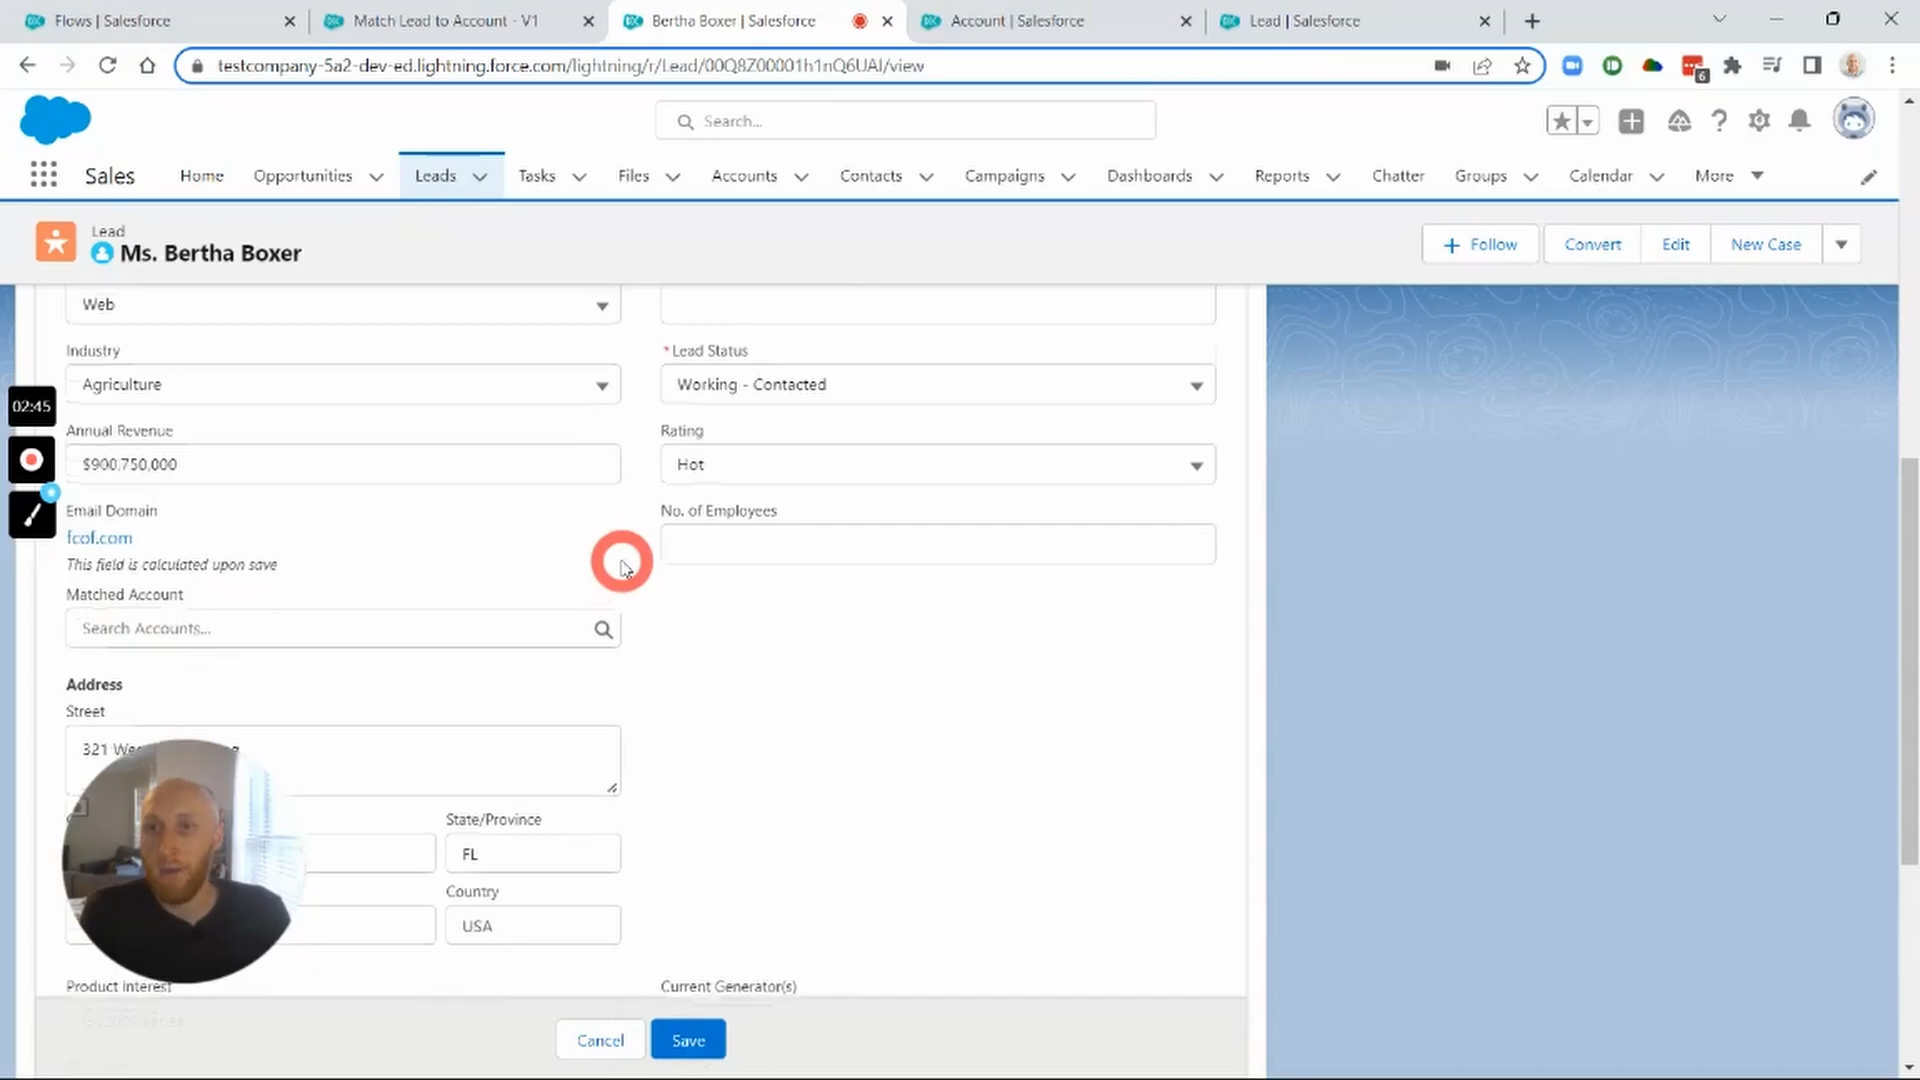 Flows | Salesforce
Match Lead to Account - V1
Bertha Boxer | Salesforce
Account | Salesforce
Lead | Salesforce
testcompany-5a2-dev-ed.lightning.force.com/lightning/r/Lead/00Q8Z00001h1nQ6UAI/view
6
Search...
Sales
Home
Opportunities
Leads
Tasks
Files
Accounts
Contacts
Campaigns
Dashboards
Reports
Chatter
Groups
Calendar
More
Lead
Ms. Bertha Boxer
Follow
Convert
Edit
New Case
Web
Industry
*Lead Status
Agriculture
Working - Contacted
02:45
Annual Revenue
Rating
$900,750,000
Hot
Email Domain
No. of Employees
fcof.com
This field is calculated upon save
Matched Account
Search Accounts...
Address
Street
321
State/Province
FL
Country
USA
Product Interest
Current Generator(s)
Cancel
Save